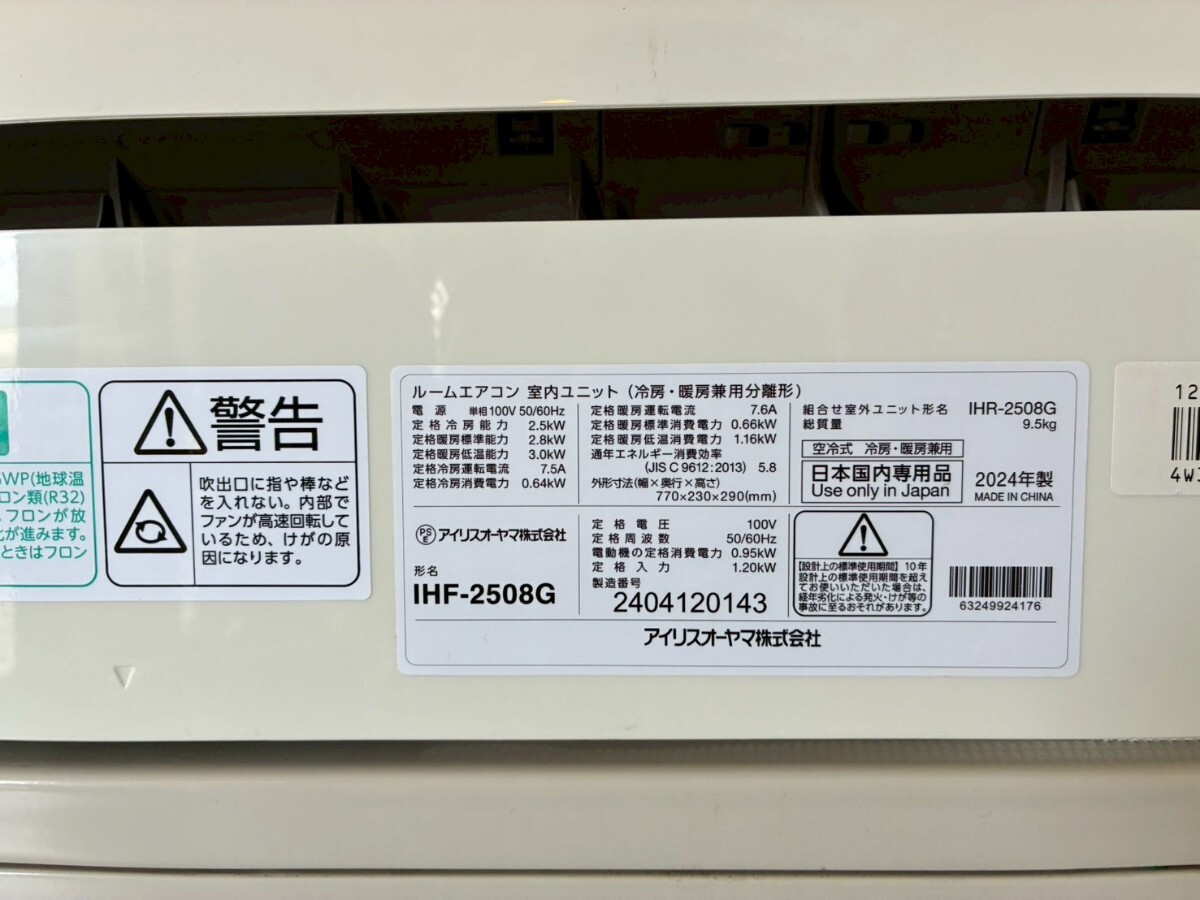 GWP(地球温
ロン類(R32)
。フロンが放
化が進みます。
ときはフロン
警告
吹出口に指や棒など
を入れない。内部で
ファンが高速回転して
いるため、けがの原
因になります。
ルームエアコン 室内ユニット (冷房・暖房兼用分離形)
電源 単相100V 50/60Hz
定格冷房能力 2.5kW
定格暖房標準能力 2.8kW
定格暖房低温能力 3.0kW
定格冷房運転電流 7.5A
定格冷房消費電力 0.64kW
定格暖房運転電流 7.6A
定格暖房標準消費電力 0.66kW
定格暖房低温消費電力 1.16kW
通年エネルギー消費効率
(JIS C 9612:2013) 5.8
外形寸法(幅×奥行×高さ)
770×230×290(mm)
組合せ室外ユニット形名 IHR-2508G
総質量 9.5kg
空冷式 冷房・暖房兼用
日本国内専用品
Use only in Japan
2024年製
MADE IN CHINA
PSE アイリスオーヤマ株式会社
形名
IHF-2508G
定格電圧 100V
定格周波数 50/60Hz
電動機の定格消費電力 0.95kW
定格入力 1.20kW
製造番号
2404120143
【設計上の標準使用期間】10年
設計上の標準使用期間を超え
てお使いいただいた場合は、
経年劣化による発火・けが等の
事故に至るおそれがあります。
63249924176
アイリスオーヤマ株式会社
12
4W